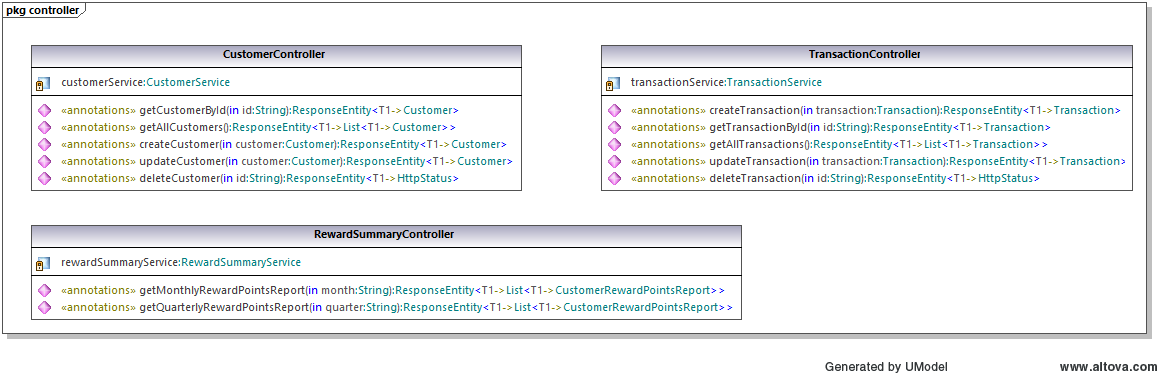 pkg controller
CustomerController
customerService:CustomerService
«annotations» getCustomerById(in id:String):ResponseEntity<T1->Customer>
«annotations» getAllCustomers():ResponseEntity<T1->List<T1->Customer>>
«annotations» createCustomer(in customer:Customer):ResponseEntity<T1->Customer>
«annotations» updateCustomer(in customer:Customer):ResponseEntity<T1->Customer>
«annotations» deleteCustomer(in id:String):ResponseEntity<T1->HttpStatus>
TransactionController
transactionService:TransactionService
«annotations» createTransaction(in transaction:Transaction):ResponseEntity<T1->Transaction>
«annotations» getTransactionById(in id:String):ResponseEntity<T1->Transaction>
«annotations» getAllTransactions():ResponseEntity<T1->List<T1->Transaction>>
«annotations» updateTransaction(in transaction:Transaction):ResponseEntity<T1->Transaction>
«annotations» deleteTransaction(in id:String):ResponseEntity<T1->HttpStatus>
RewardSummaryController
rewardSummaryService:RewardSummaryService
«annotations» getMonthlyRewardPointsReport(in month:String):ResponseEntity<T1->List<T1->CustomerRewardPointsReport>>
«annotations» getQuarterlyRewardPointsReport(in quarter:String):ResponseEntity<T1->List<T1->CustomerRewardPointsReport>>
Generated by UModel www.altova.com